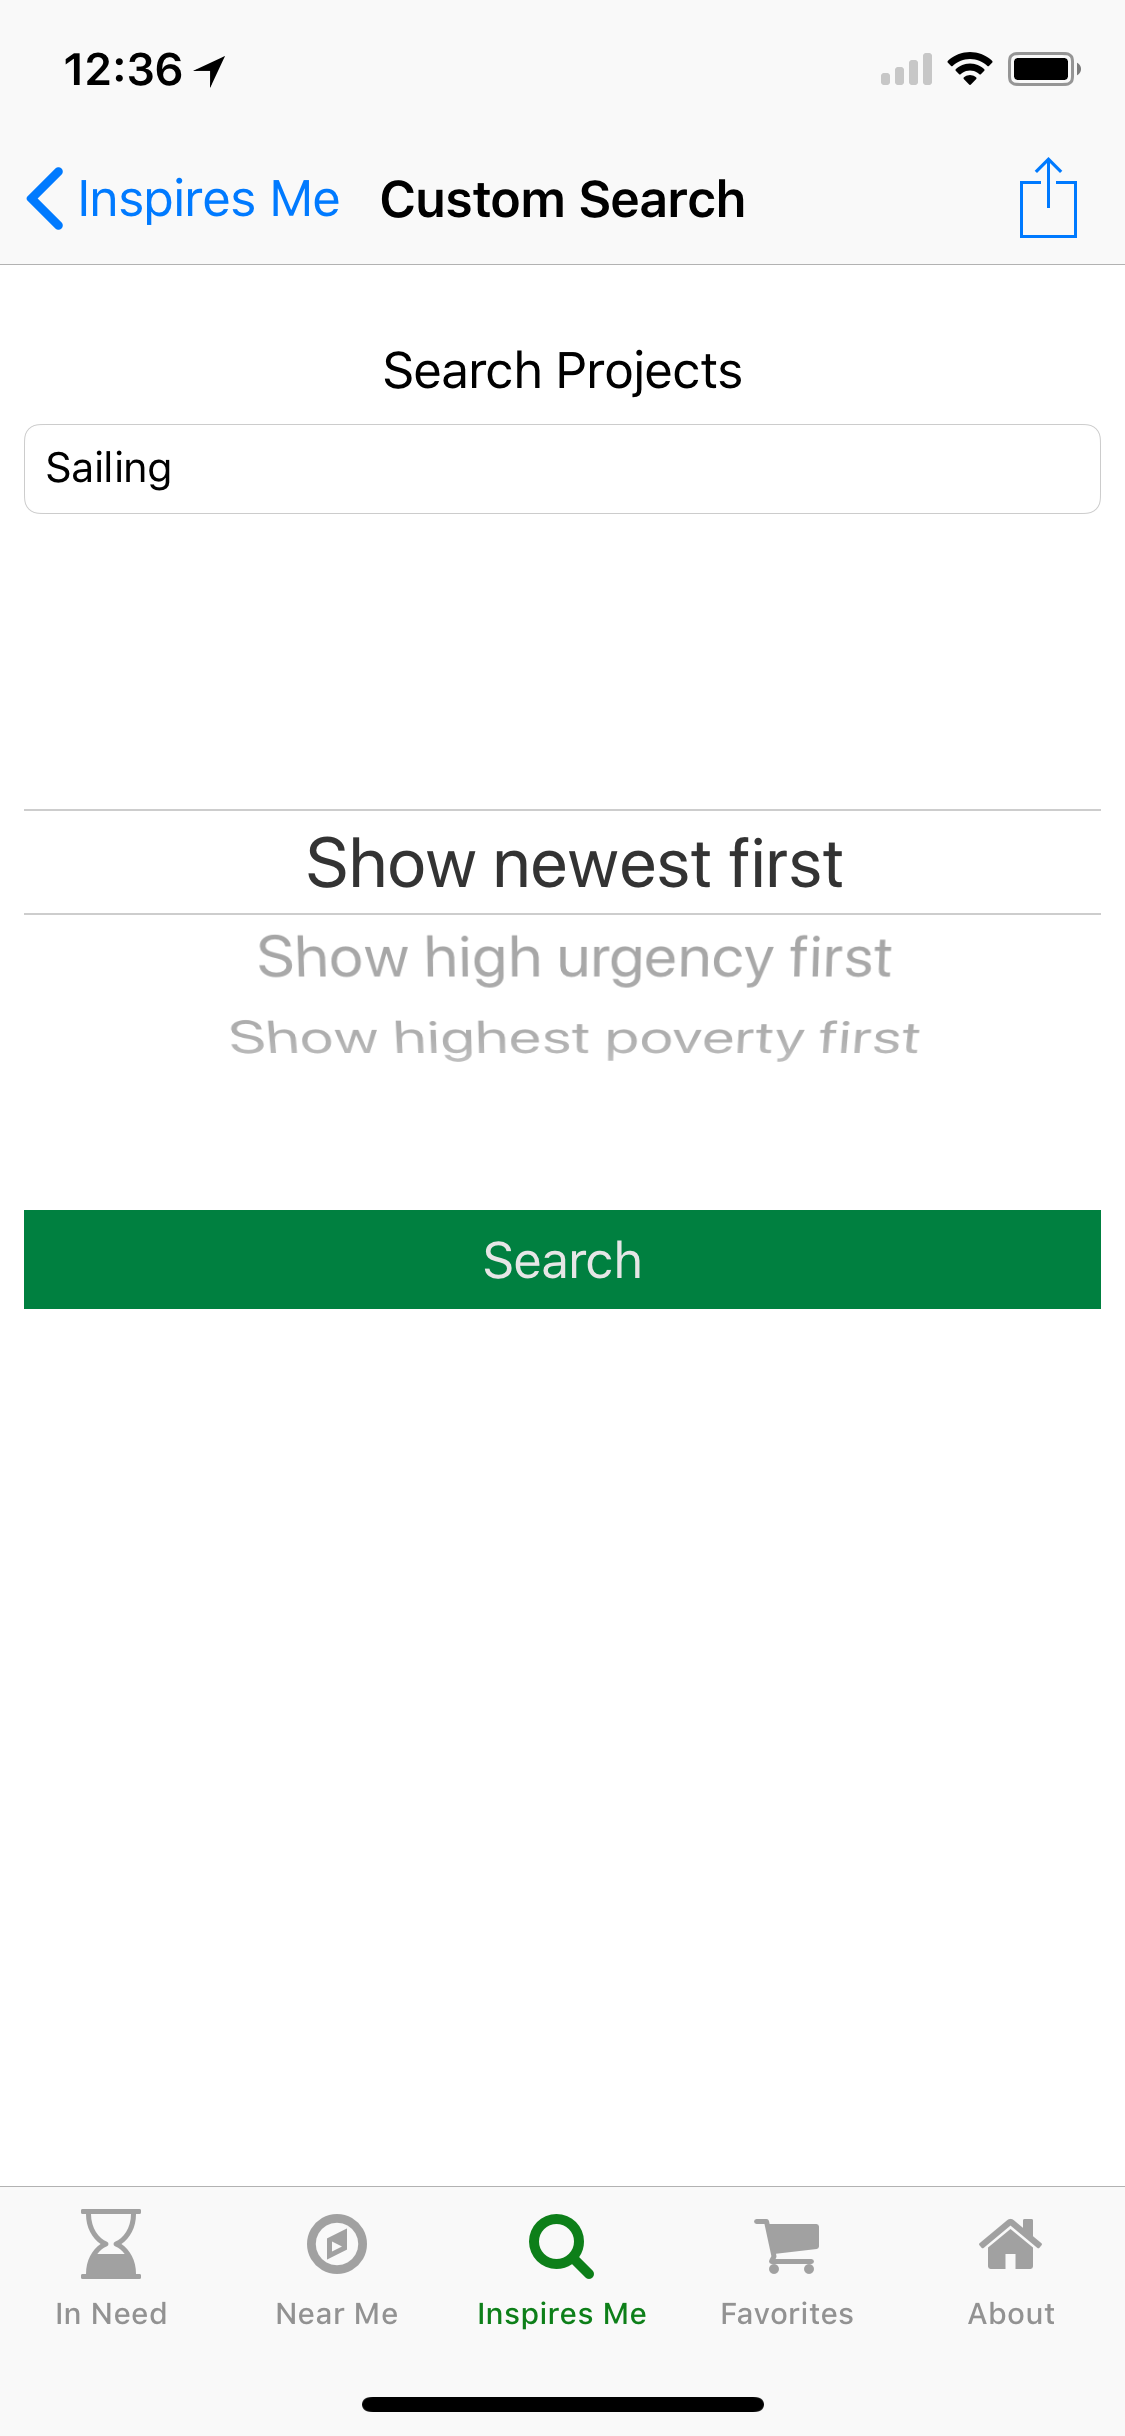 12:36
Inspires Me Custom Search
Search Projects
Sailing
Show newest first
Show high urgency first
Show highest poverty first
Search
In Need Near Me Inspires Me Favorites About